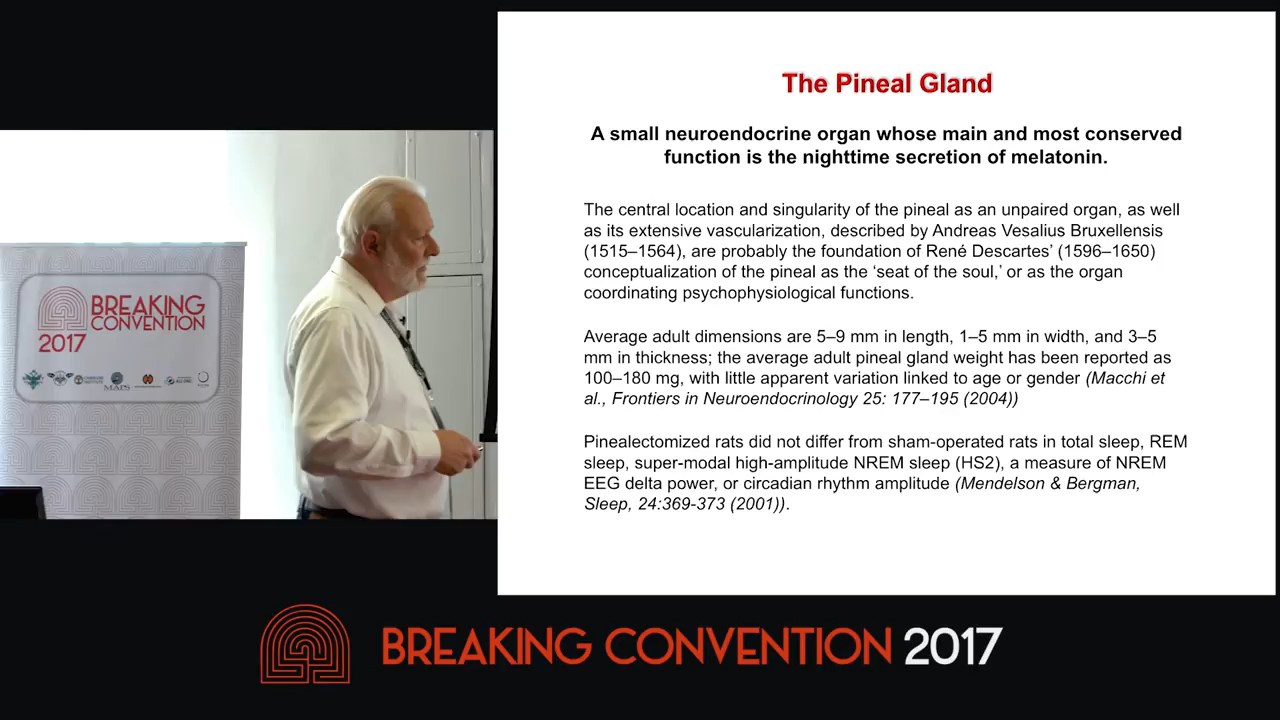 The Pineal Gland
A small neuroendocrine organ whose main and most conserved
function is the nighttime secretion of melatonin.
The central location and singularity of the pineal as an unpaired organ, as well
as its extensive vascularization, described by Andreas Vesalius Bruxellensis
(1515–1564), are probably the foundation of René Descartes’ (1596–1650)
conceptualization of the pineal as the ‘seat of the soul,’ or as the organ
coordinating psychophysiological functions.
Average adult dimensions are 5–9 mm in length, 1–5 mm in width, and 3–5
mm in thickness; the average adult pineal gland weight has been reported as
100–180 mg, with little apparent variation linked to age or gender (Macchi et
al., Frontiers in Neuroendocrinology 25: 177–195 (2004))
Pinealectomized rats did not differ from sham-operated rats in total sleep, REM
sleep, super-modal high-amplitude NREM sleep (HS2), a measure of NREM
EEG delta power, or circadian rhythm amplitude (Mendelson & Bergman,
Sleep, 24:369-373 (2001)).
BREAKING
CONVENTION
2017
MAPS
BREAKING CONVENTION 2017